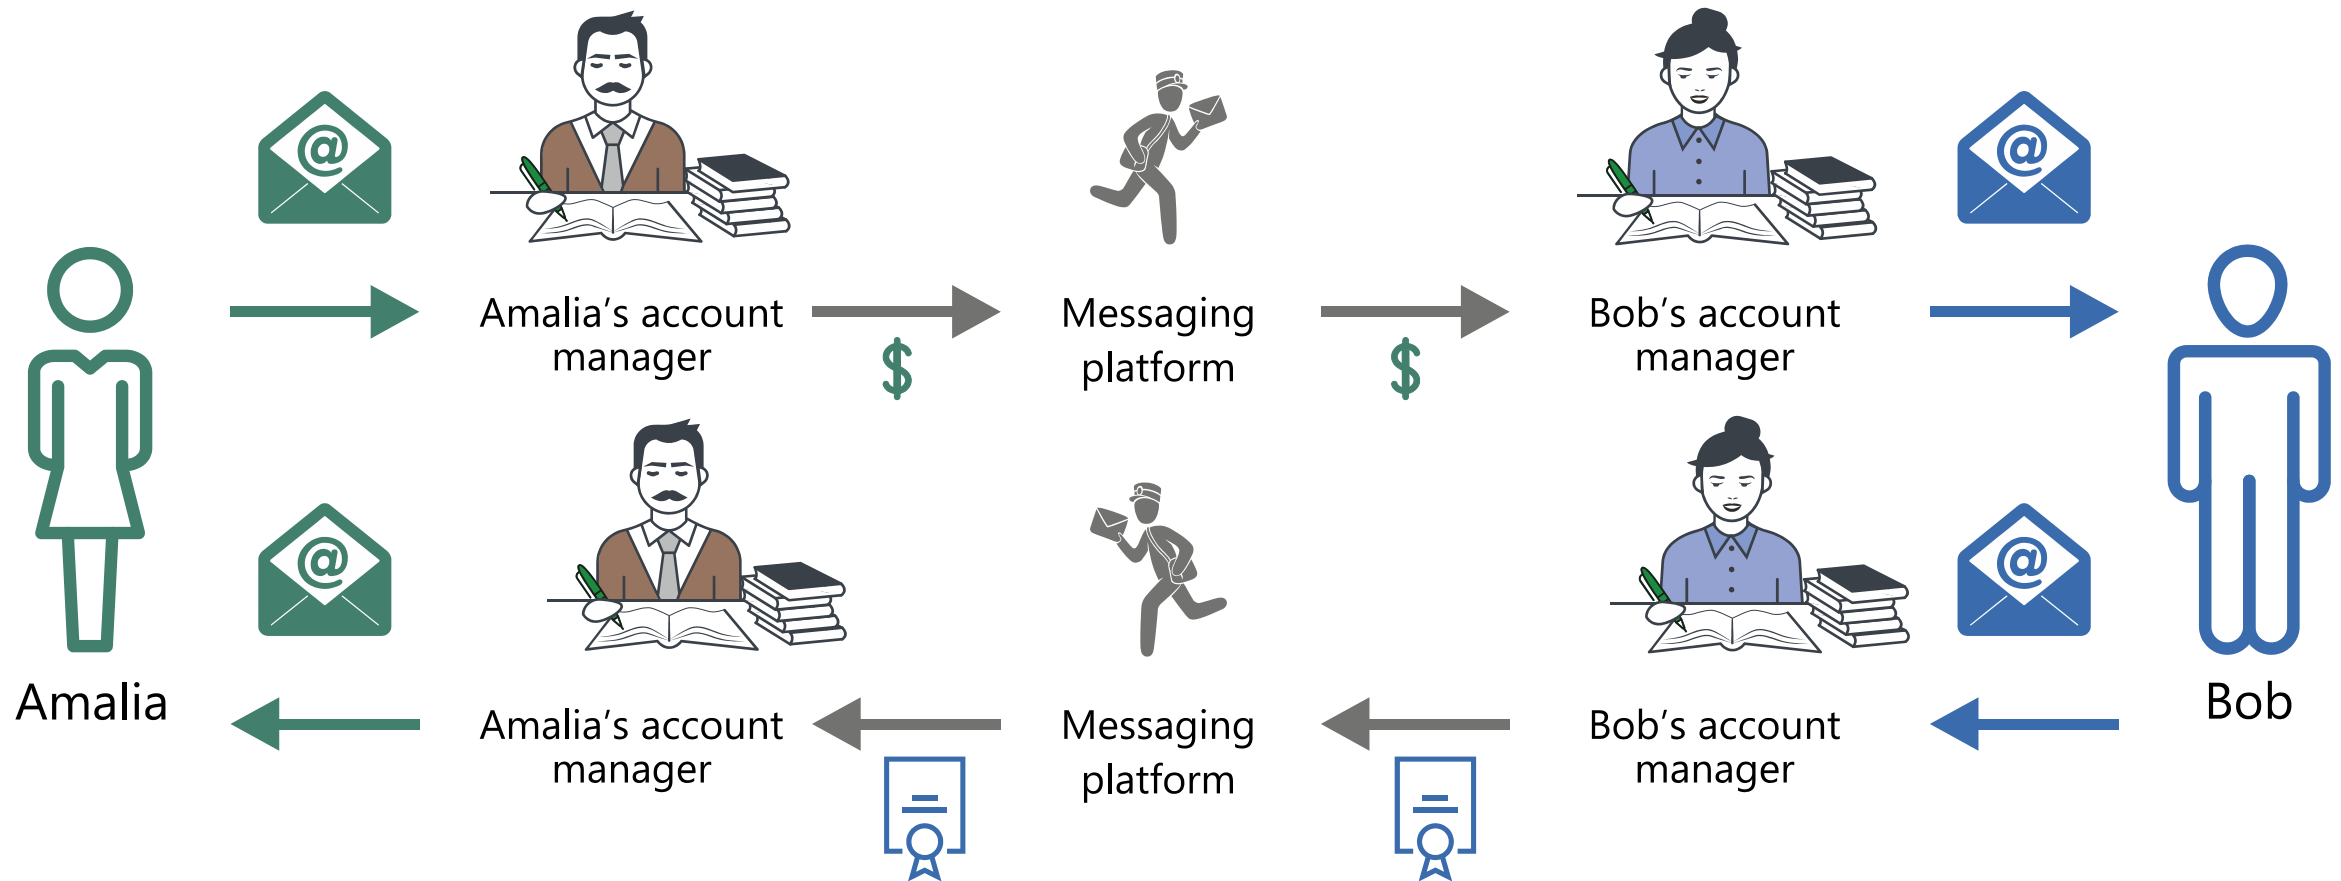 Amalia's account
manager
$
Messaging
platform
$
Bob's account
manager
Amalia
Bob
Amalia's account
manager
Messaging
platform
Bob's account
manager
@
@
@
@